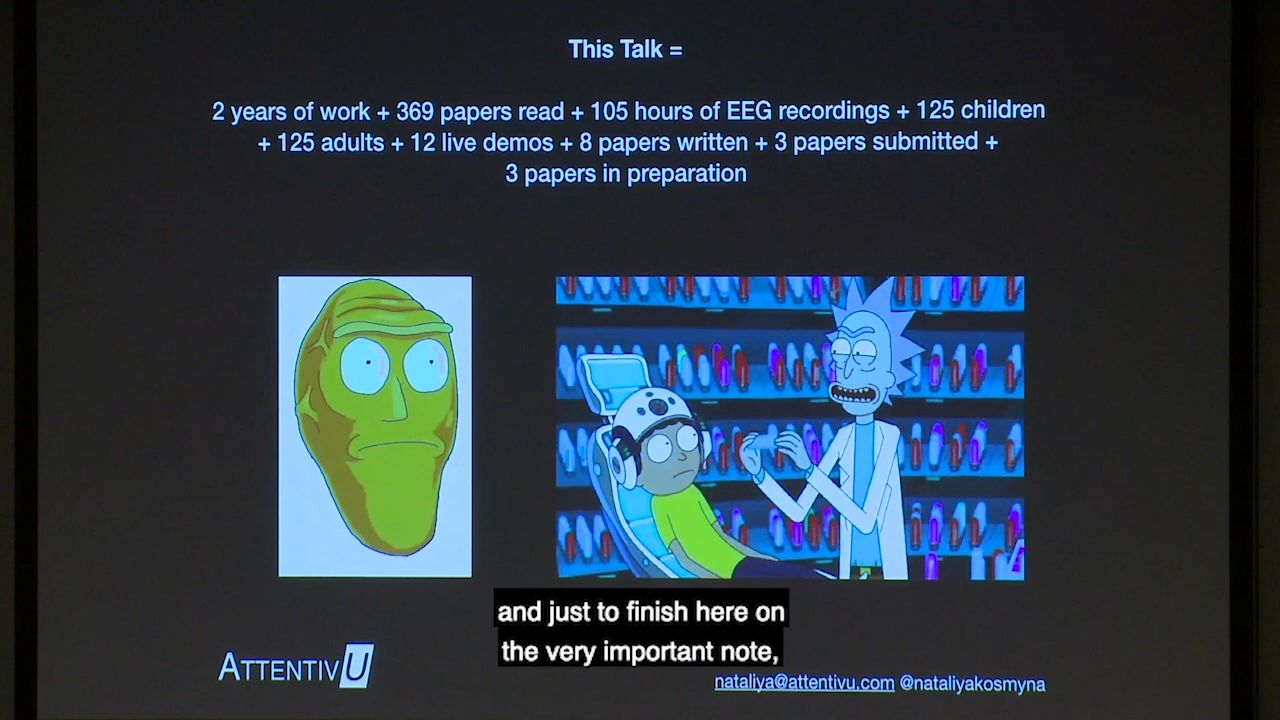 This Talk =
2 years of work + 369 papers read + 105 hours of EEG recordings + 125 children
+ 125 adults + 12 live demos + 8 papers written + 3 papers submitted +
3 papers in preparation
and just to finish here on
the very important note,
ATTENTIVU
nataliya@attentivu.com @nataliyakosmyna